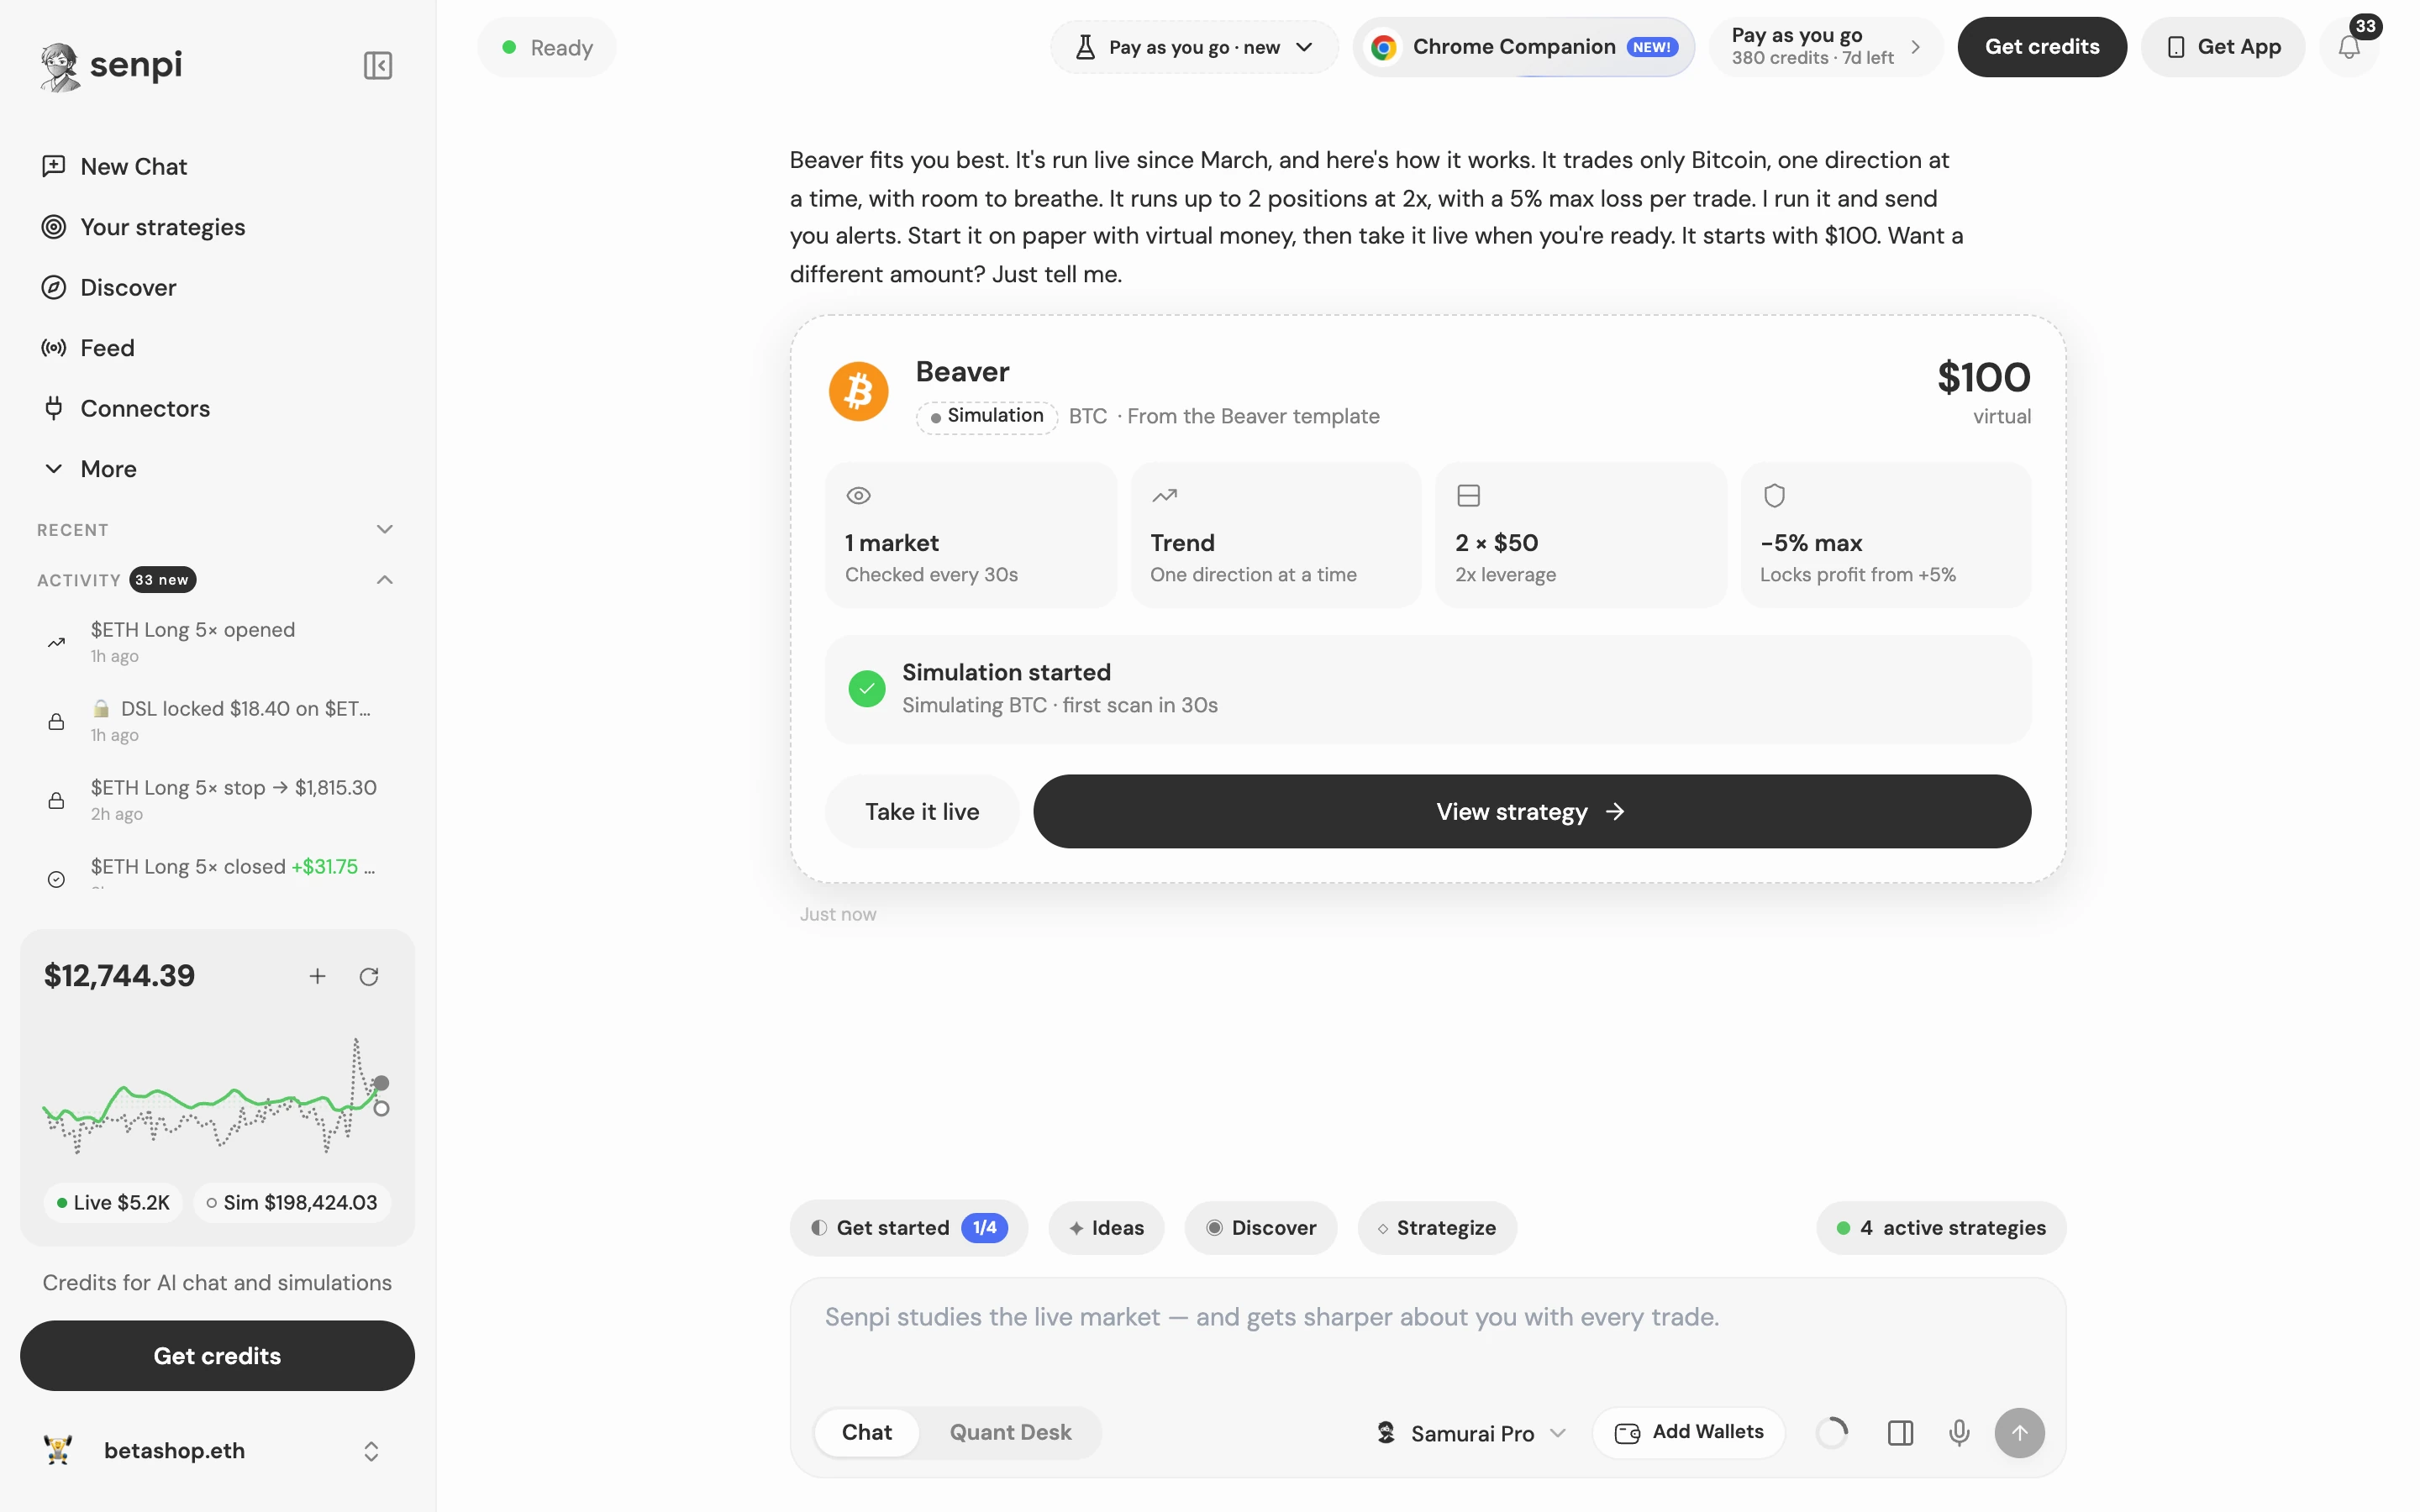 senpi
New Chat
Your strategies
Discover
Feed
Connectors
More
RECENT
ACTIVITY 33 new
$ETH Long 5× opened
1h ago
DSL locked $18.40 on $ET...
1h ago
$ETH Long 5× stop → $1,815.30
2h ago
$ETH Long 5× closed +$31.75 ...
$12,744.39
Live $5.2K
Sim $198,424.03
Credits for AI chat and simulations
Get credits
betashop.eth
Ready
Pay as you go · new
Chrome Companion NEW!
Pay as you go
380 credits · 7d left
Get credits
Get App
33
Beaver fits you best. It's run live since March, and here's how it works. It trades only Bitcoin, one direction at
a time, with room to breathe. It runs up to 2 positions at 2x, with a 5% max loss per trade. I run it and send
you alerts. Start it on paper with virtual money, then take it live when you're ready. It starts with $100. Want a
different amount? Just tell me.
Beaver
Simulation BTC · From the Beaver template
$100
virtual
1 market
Checked every 30s
Trend
One direction at a time
2 × $50
2x leverage
−5% max
Locks profit from +5%
Simulation started
Simulating BTC · first scan in 30s
Take it live
View strategy →
Just now
Get started 1/4
Ideas
Discover
Strategize
4 active strategies
Senpi studies the live market — and gets sharper about you with every trade.
Chat
Quant Desk
Samurai Pro
Add Wallets